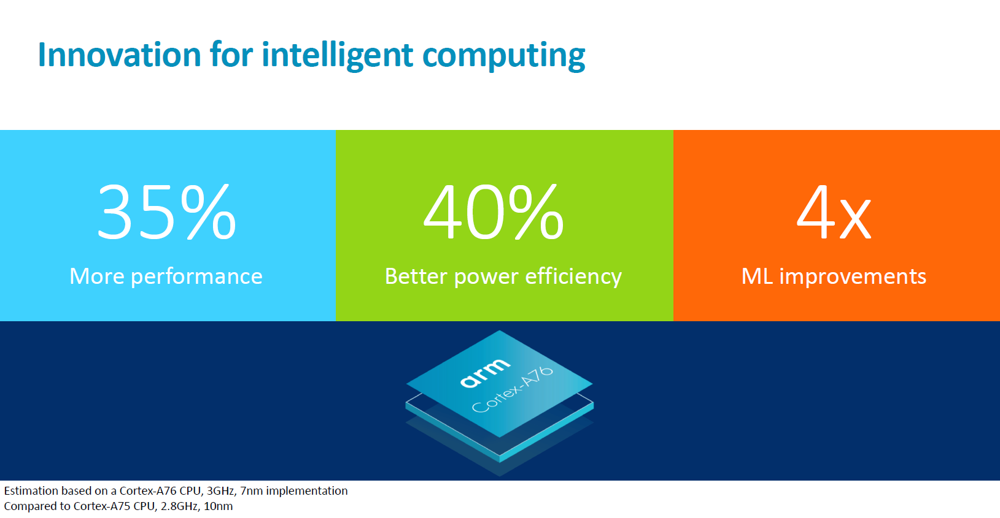 Innovation for intelligent computing
35%
More performance
40%
Better power efficiency
4x
ML improvements
arm
Cortex-A76
Estimation based on a Cortex-A76 CPU, 3GHz, 7nm implementation
Compared to Cortex-A75 CPU, 2.8GHz, 10nm